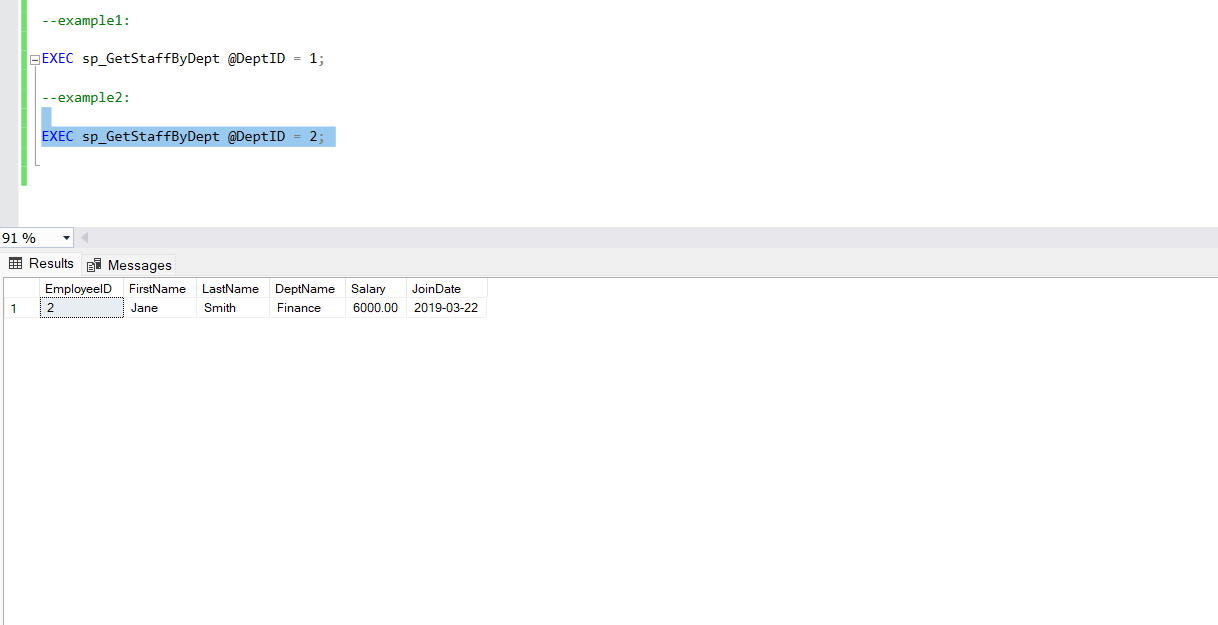 --example1:
EXEC sp_GetStaffByDept @DeptID = 1;
--example2:
EXEC sp_GetStaffByDept @DeptID = 2;
91 %
Results Messages
EmployeeID FirstName LastName DeptName Salary JoinDate
1 2 Jane Smith Finance 6000.00 2019-03-22